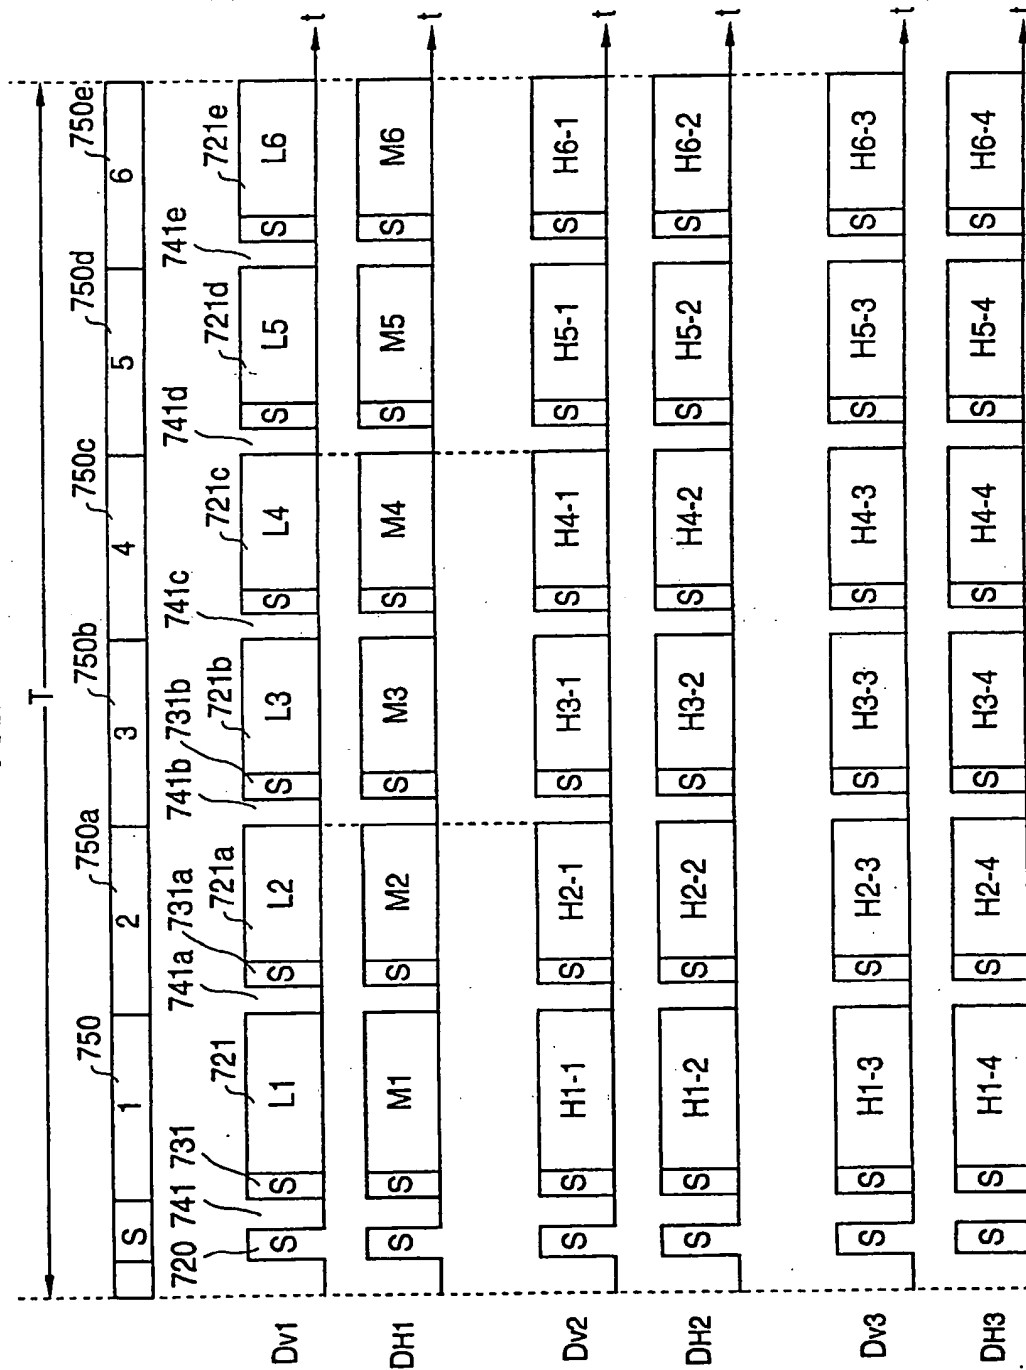 T
750 750a 750b 750c 750d 750e
S 1 2 3 4 5 6
720 741 731 721 741a 731a 721a 741b 731b 721b 741c 721c 741d 721d 741e 721e
Dv1 S S L1 S L2 S L3 S L4 S L5 S L6 t
DH1 S S M1 S M2 S M3 S M4 S M5 S M6 t
Dv2 S S H1-1 S H2-1 S H3-1 S H4-1 S H5-1 S H6-1 t
DH2 S S H1-2 S H2-2 S H3-2 S H4-2 S H5-2 S H6-2 t
Dv3 S S H1-3 S H2-3 S H3-3 S H4-3 S H5-3 S H6-3 t
DH3 S S H1-4 S H2-4 S H3-4 S H4-4 S H5-4 S H6-4 t